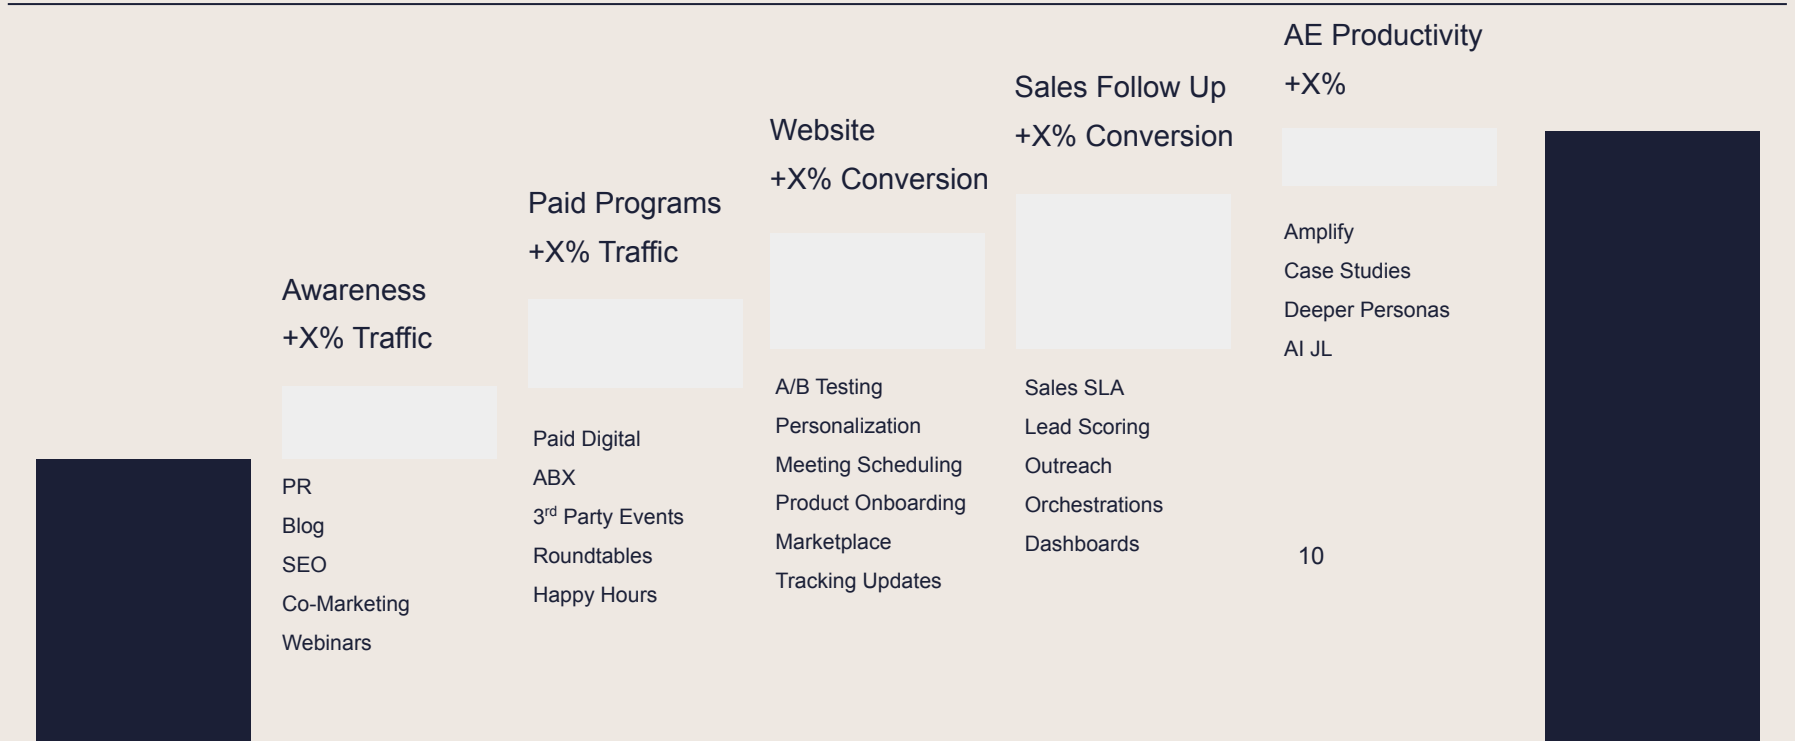 Awareness
+X% Traffic
PR
Blog
SEO
Co-Marketing
Webinars
Paid Programs
+X% Traffic
Paid Digital
ABX
3rd Party Events
Roundtables
Happy Hours
Website
+X% Conversion
A/B Testing
Personalization
Meeting Scheduling
Product Onboarding
Marketplace
Tracking Updates
Sales Follow Up
+X% Conversion
Sales SLA
Lead Scoring
Outreach
Orchestrations
Dashboards
AE Productivity
+X%
Amplify
Case Studies
Deeper Personas
AI JL
10